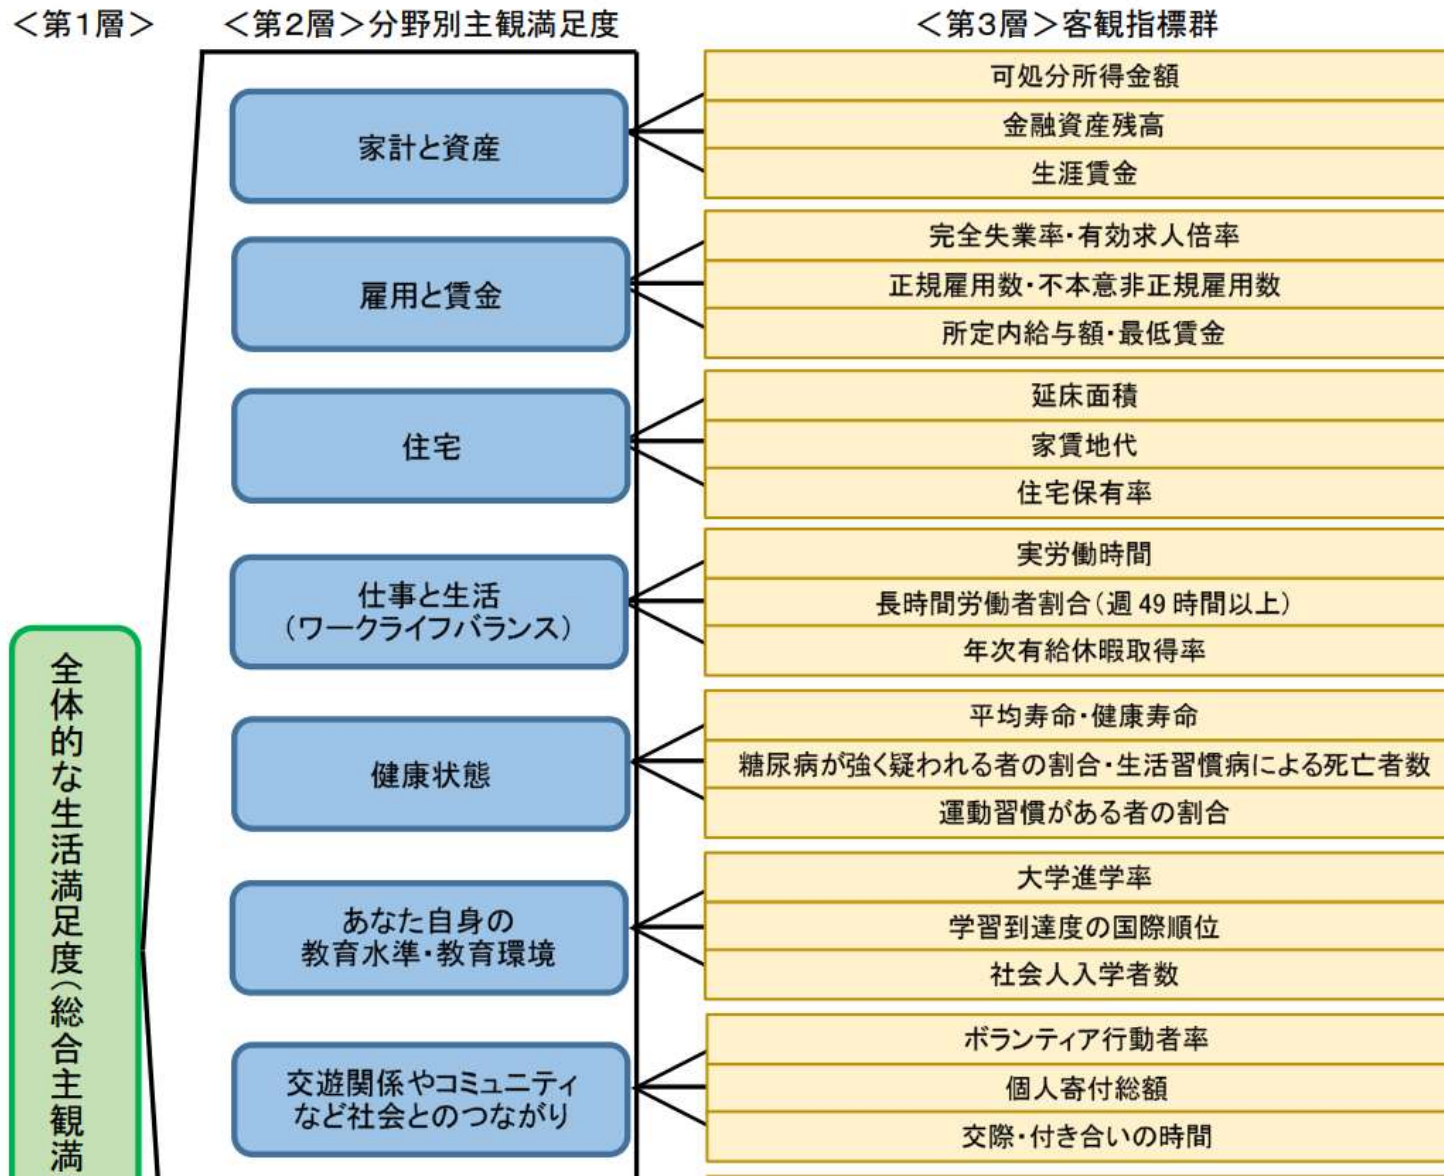 ＜第1層＞
＜第2層＞分野別主観満足度
＜第3層＞客観指標群
全体的な生活満足度（総合主観満
家計と資産
可処分所得金額
金融資産残高
生涯賃金
雇用と賃金
完全失業率・有効求人倍率
正規雇用数・不本意非正規雇用数
所定内給与額・最低賃金
住宅
延床面積
家賃地代
住宅保有率
仕事と生活
（ワークライフバランス）
実労働時間
長時間労働者割合（週 49 時間以上）
年次有給休暇取得率
健康状態
平均寿命・健康寿命
糖尿病が強く疑われる者の割合・生活習慣病による死亡者数
運動習慣がある者の割合
あなた自身の
教育水準・教育環境
大学進学率
学習到達度の国際順位
社会人入学者数
交遊関係やコミュニティ
など社会とのつながり
ボランティア行動者率
個人寄付総額
交際・付き合いの時間